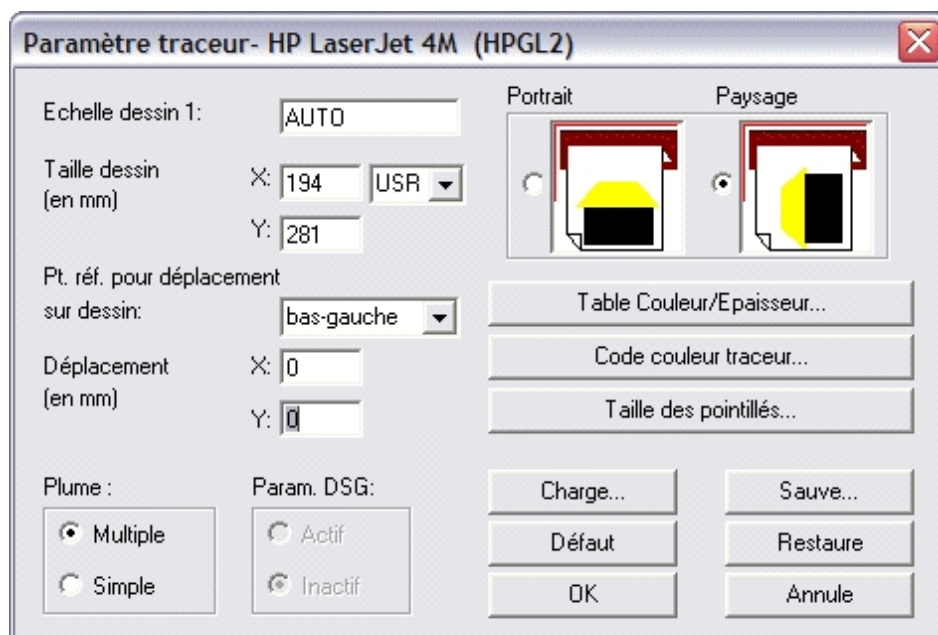 Paramètre traceur- HP LaserJet 4M (HPGL2)
Echelle dessin 1: AUTO
Taille dessin
(en mm)
X: 194 USR
Y: 281
Pt. réf. pour déplacement
sur dessin: bas-gauche
Déplacement
(en mm)
X: 0
Y: 0
Portrait Paysage
Table Couleur/Epaisseur...
Code couleur traceur...
Taille des pointillés...
Plume :
Multiple
Simple
Param. DSG:
Actif
Inactif
Charge... Sauve...
Défaut Restaure
OK Annule